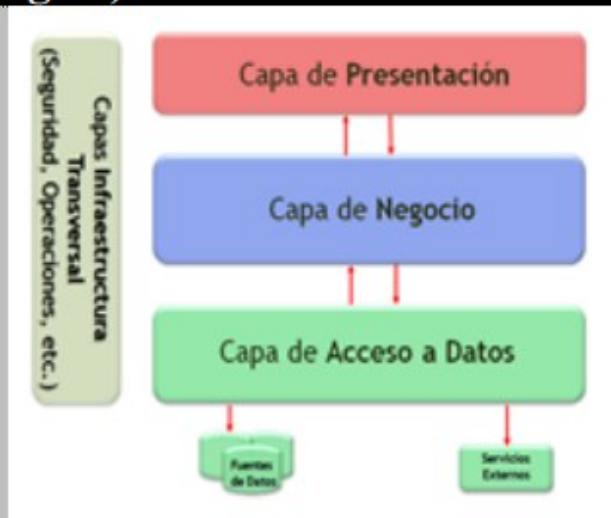 Capas Infraestructura
Transversal
(Seguridad, Operaciones, etc.)
Capa de Presentación
Capa de Negocio
Capa de Acceso a Datos
Fuentes
de Datos
Servicios
Externos